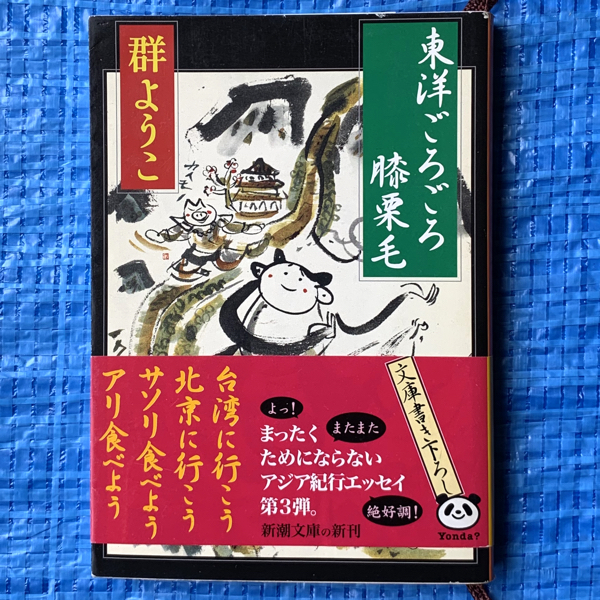 東洋ごろごろ
膝栗毛
群ようこ
台湾に行こう
北京に行こう
サソリ食べよう
アリ食べよう
よっ!
まったく
またまた
ためにならない
アジア紀行エッセイ
第3弾。
絶好調!
新潮文庫の新刊
文庫書き下ろし
Yonda?